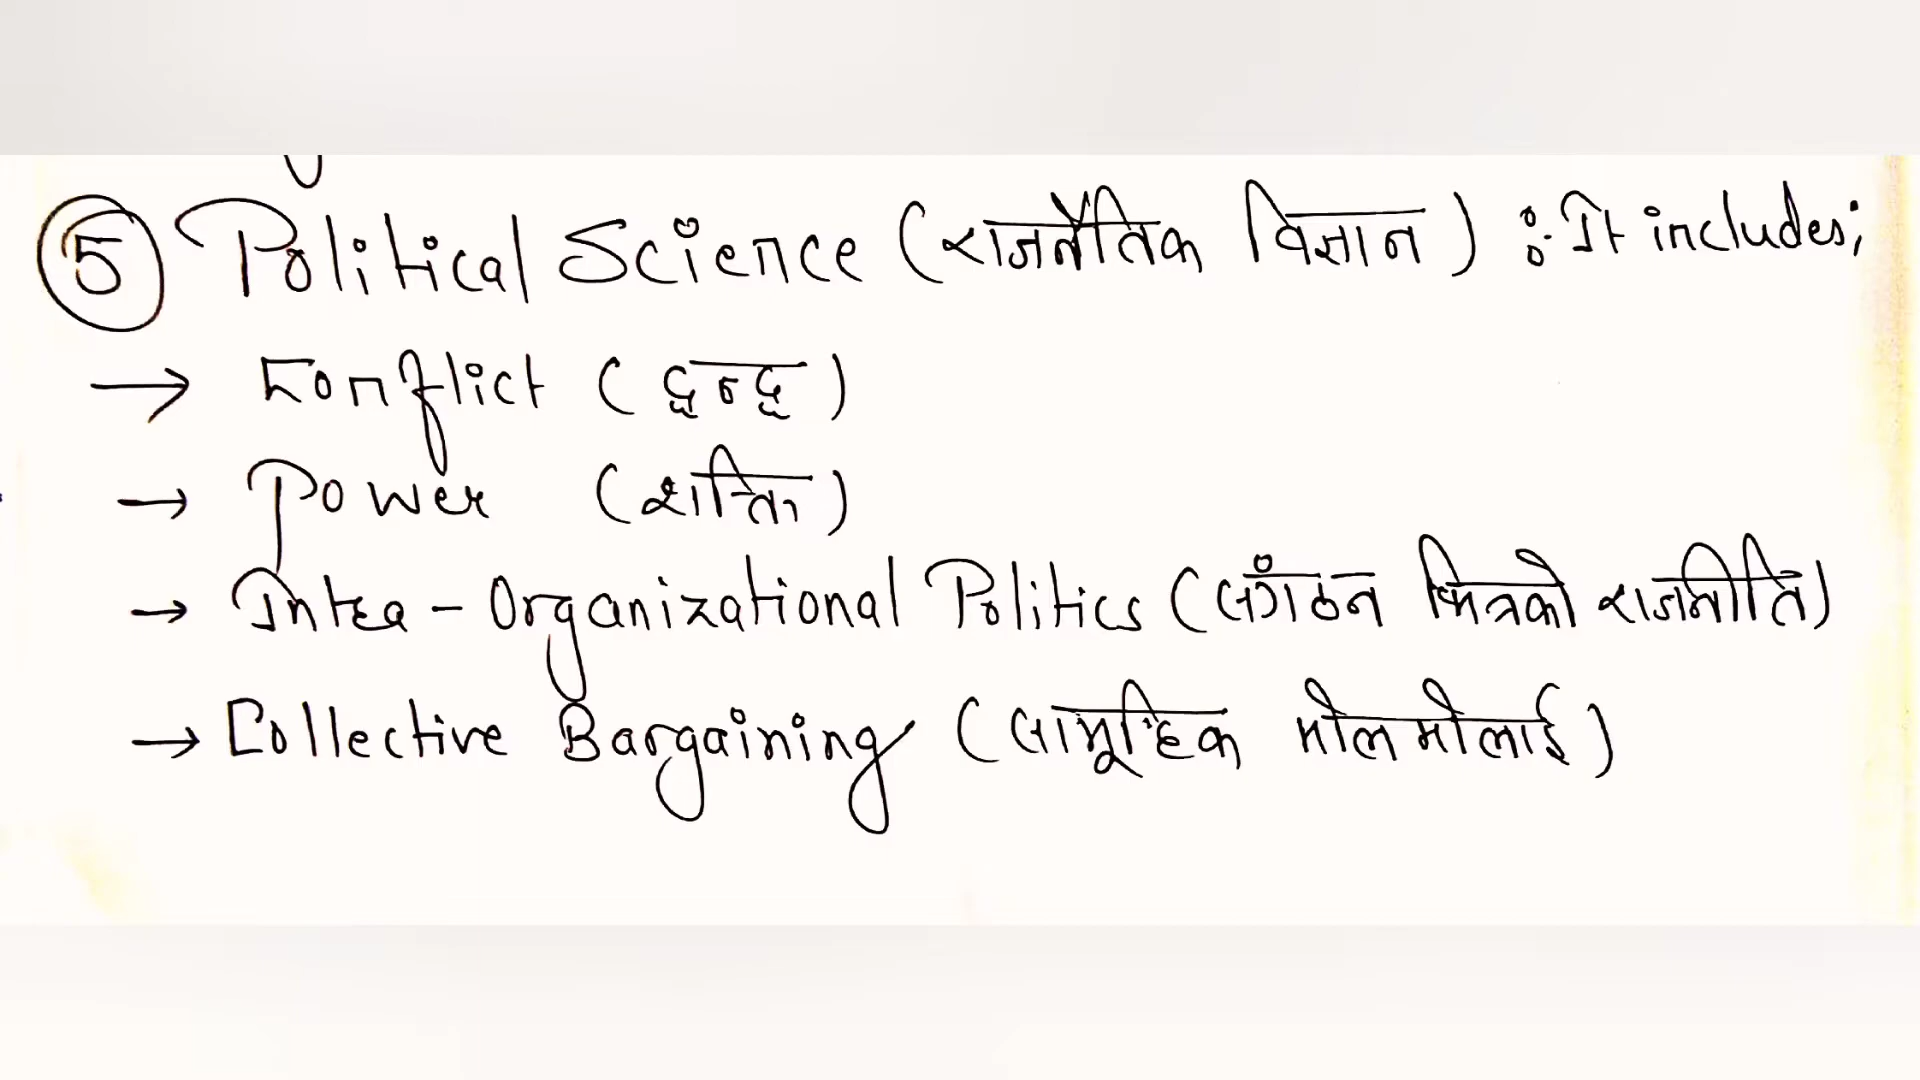 5 Political Science (राजनैतिक विज्ञान) : It includes;
→ Conflict (द्वन्द्व)
→ Power (शक्ति)
→ Intra - Organizational Politics (संगठन भित्रको राजनीति)
→ Collective Bargaining (सामूहिक मोलमोलाई)